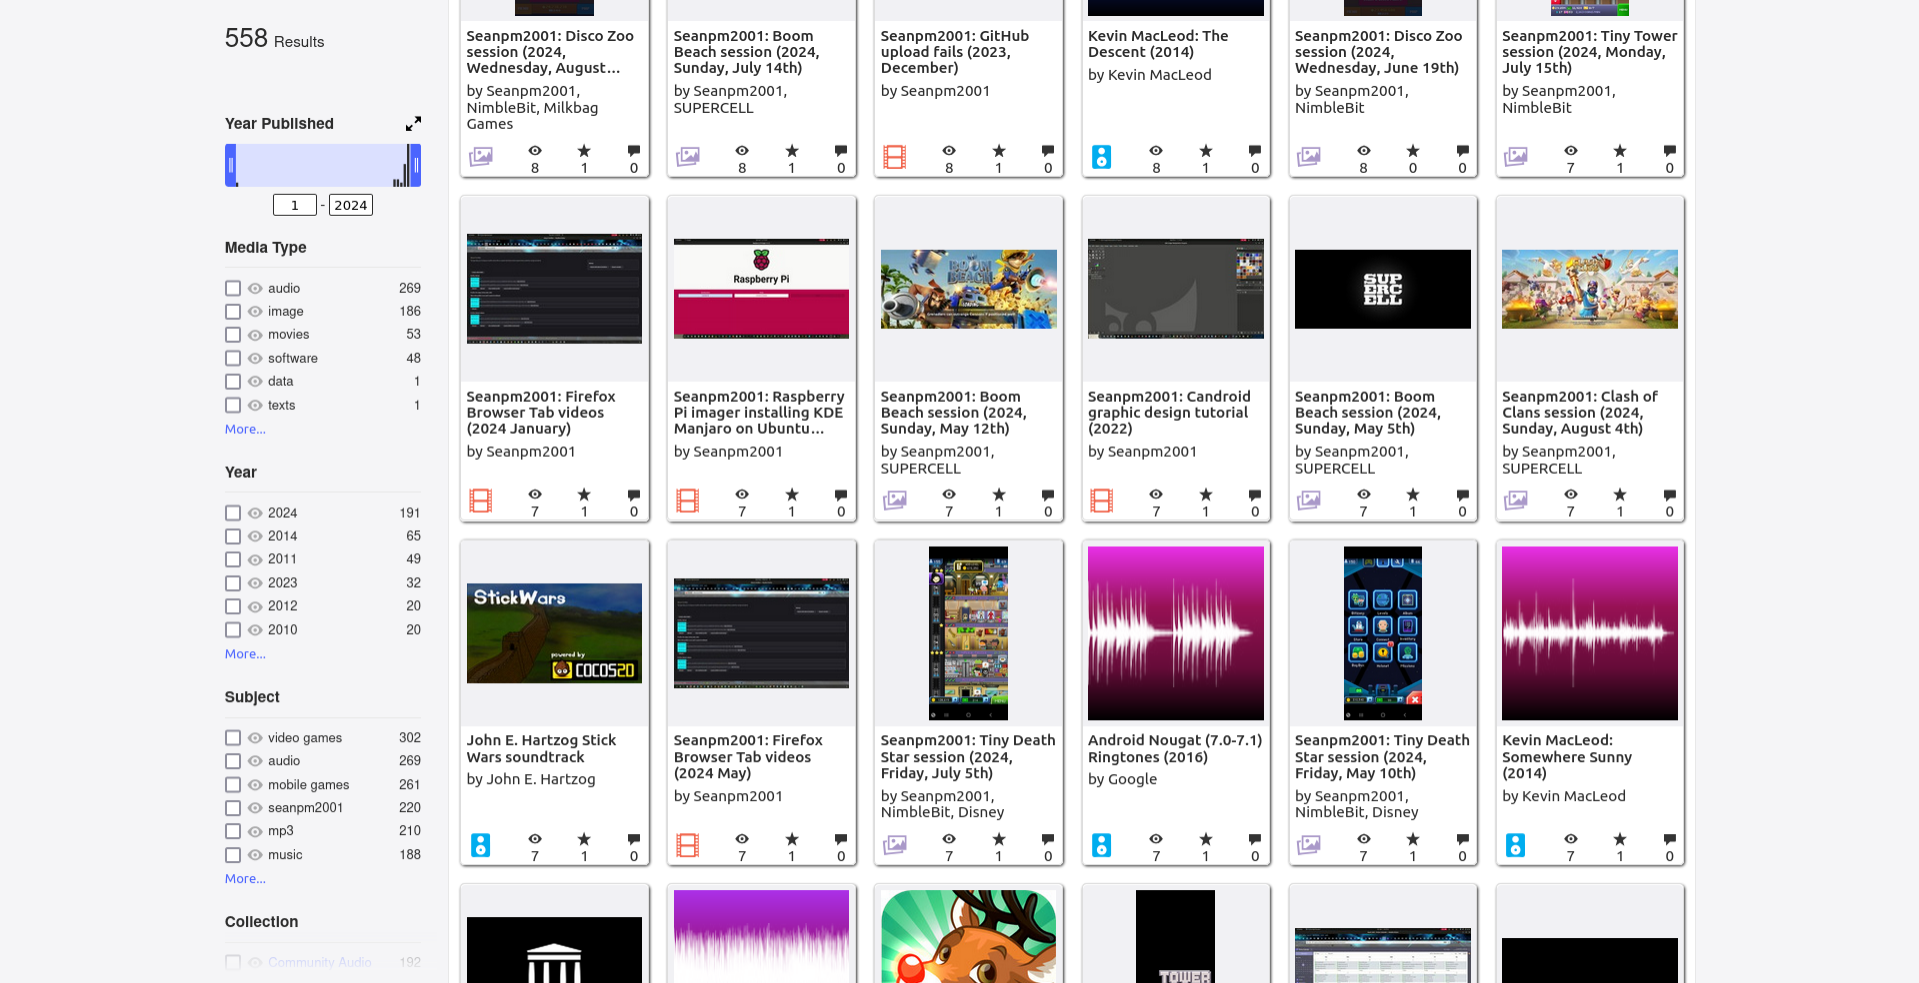 558 Results
Year Published
1 - 2024
Media Type
audio 269
image 186
movies 53
software 48
data 1
texts 1
More...
Year
2024 191
2014 65
2011 49
2023 32
2012 20
2010 20
More...
Subject
video games 302
audio 269
mobile games 261
seanpm2001 220
mp3 210
music 188
More...
Collection
Community Audio 192
Seanpm2001: Disco Zoo
session (2024,
Wednesday, August...
by Seanpm2001,
NimbleBit, Milkbag
Games
8 1 0
Seanpm2001: Boom
Beach session (2024,
Sunday, July 14th)
by Seanpm2001,
SUPERCELL
8 1 0
Seanpm2001: GitHub
upload fails (2023,
December)
by Seanpm2001
8 1 0
Kevin MacLeod: The
Descent (2014)
by Kevin MacLeod
8 1 0
Seanpm2001: Disco Zoo
session (2024,
Wednesday, June 19th)
by Seanpm2001,
NimbleBit
8 0 0
Seanpm2001: Tiny Tower
session (2024, Monday,
July 15th)
by Seanpm2001,
NimbleBit
7 1 0
Seanpm2001: Firefox
Browser Tab videos
(2024 January)
by Seanpm2001
7 1 0
Raspberry Pi
Seanpm2001: Raspberry
Pi imager installing KDE
Manjaro on Ubuntu...
by Seanpm2001
7 1 0
BOOM
BEACH
Seanpm2001: Boom
Beach session (2024,
Sunday, May 12th)
by Seanpm2001,
SUPERCELL
7 1 0
Seanpm2001: Candroid
graphic design tutorial
(2022)
by Seanpm2001
7 1 0
SUP
ERC
ELL
Seanpm2001: Boom
Beach session (2024,
Sunday, May 5th)
by Seanpm2001,
SUPERCELL
7 1 0
Seanpm2001: Clash of
Clans session (2024,
Sunday, August 4th)
by Seanpm2001,
SUPERCELL
7 1 0
StickWars
powered by
COCOS2D
John E. Hartzog Stick
Wars soundtrack
by John E. Hartzog
7 1 0
Seanpm2001: Firefox
Browser Tab videos
(2024 May)
by Seanpm2001
7 1 0
Seanpm2001: Tiny Death
Star session (2024,
Friday, July 5th)
by Seanpm2001,
NimbleBit, Disney
7 1 0
Android Nougat (7.0-7.1)
Ringtones (2016)
by Google
7 1 0
Seanpm2001: Tiny Death
Star session (2024,
Friday, May 10th)
by Seanpm2001,
NimbleBit, Disney
7 1 0
Kevin MacLeod:
Somewhere Sunny
(2014)
by Kevin MacLeod
7 1 0
TOWER